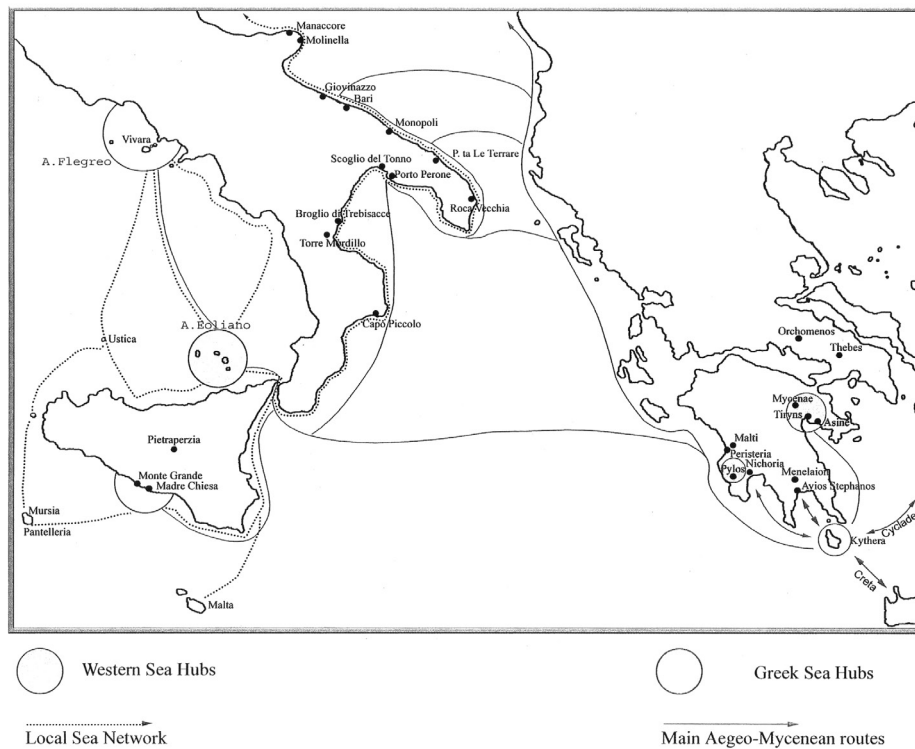 Manaccore
Molinella
Giovinazzo
Bari
Vivara
Monopoli
A.Flegreo
P. ta Le Terrare
Scoglio del Tonno
Porto Perone
Roca Vecchia
Broglio di Trebisacce
Torre Mordillo
A.Eoliano
Capo Piccolo
Ustica
Orchomenos
Thebes
Mycenae
Tiryns
Asine
Pietraperzia
Malti
Peristeria
Pylos
Nichoria
Monte Grande
Madre Chiesa
Menelaion
Avios Stephanos
Mursia
Pantelleria
Kythera
Cyclade
Creta
Malta
Western Sea Hubs
Greek Sea Hubs
Local Sea Network
Main Aegeo-Mycenean routes